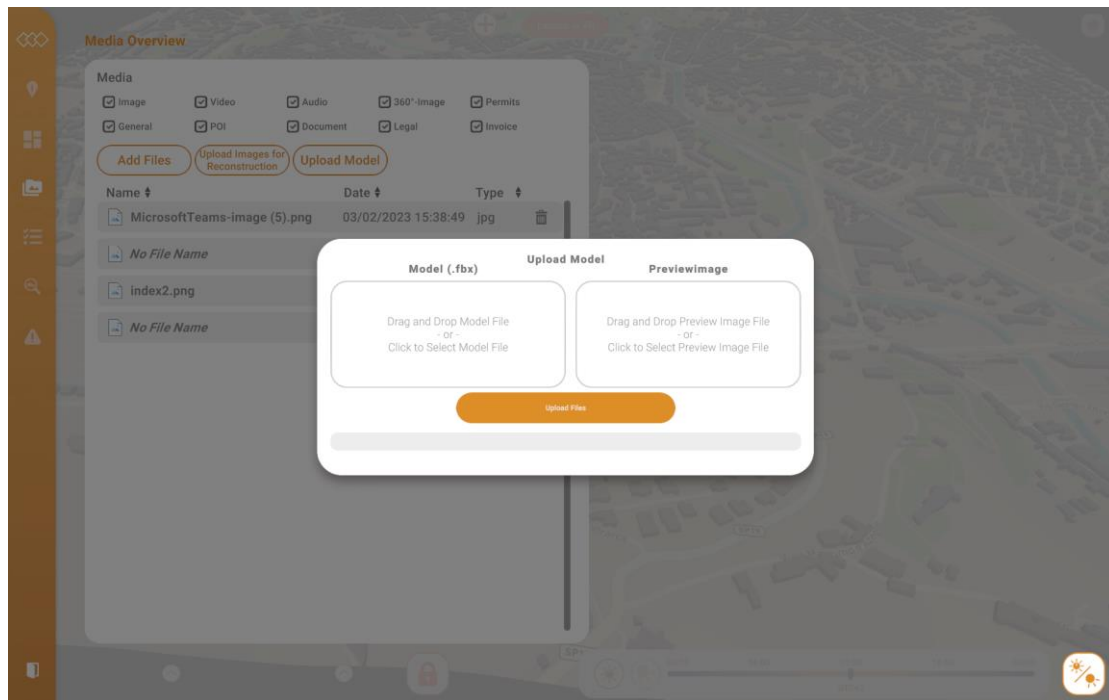 Media Overview
Media
Image Video Audio 360°-Image Permits
General POI Document Legal Invoice
Add Files
Upload Images for
Reconstruction
Upload Model
Name Date Type
MicrosoftTeams-image (5).png 03/02/2023 15:38:49 jpg
No File Name
index2.png
No File Name
Upload Model
Model (.fbx) Previewimage
Drag and Drop Model File
- or -
Click to Select Model File
Drag and Drop Preview Image File
- or -
Click to Select Preview Image File
Upload Files